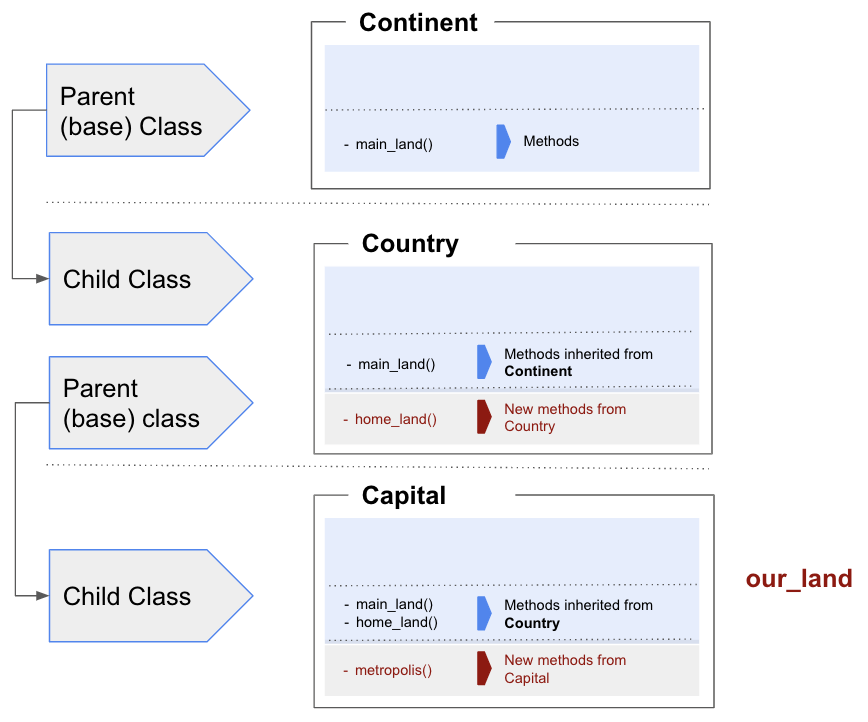 Continent
Parent
(base) Class
- main_land()
Methods
Country
Child Class
- main_land()
Methods inherited from
Continent
Parent
(base) class
- home_land()
New methods from
Country
Capital
Child Class
our_land
- main_land()
- home_land()
Methods inherited from
Country
- metropolis()
New methods from
Capital